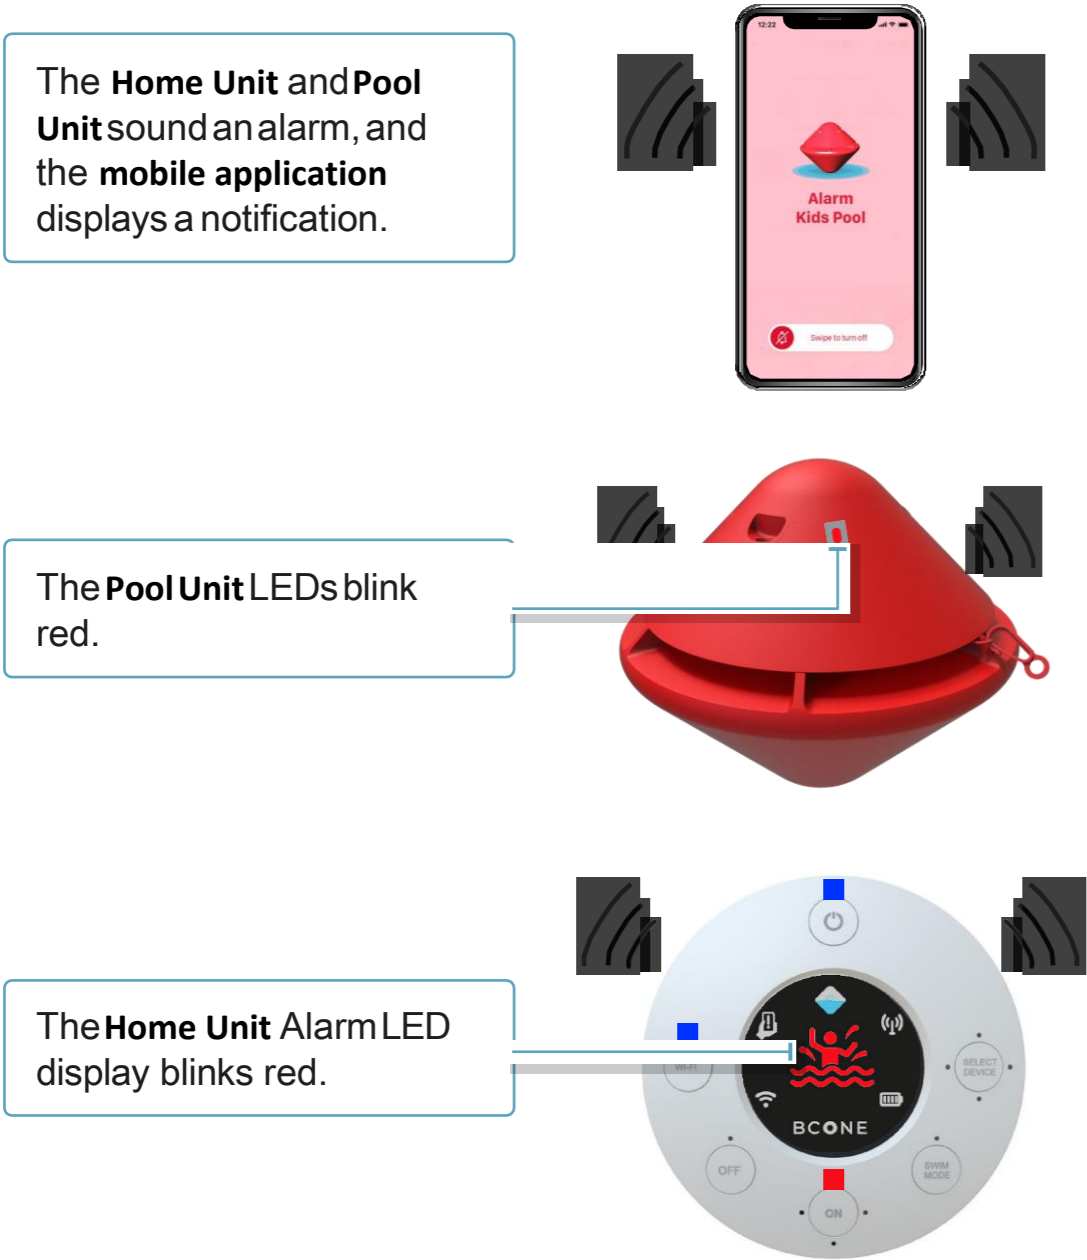 The Home Unit and Pool
Unit sound an alarm, and
the mobile application
displays a notification.
12:22
Alarm
Kids Pool
Swipe to turn off
The Pool Unit LEDs blink
red.
The Home Unit Alarm LED
display blinks red.
WI-FI
SELECT
DEVICE
BCONE
OFF
SWIM
MODE
ON